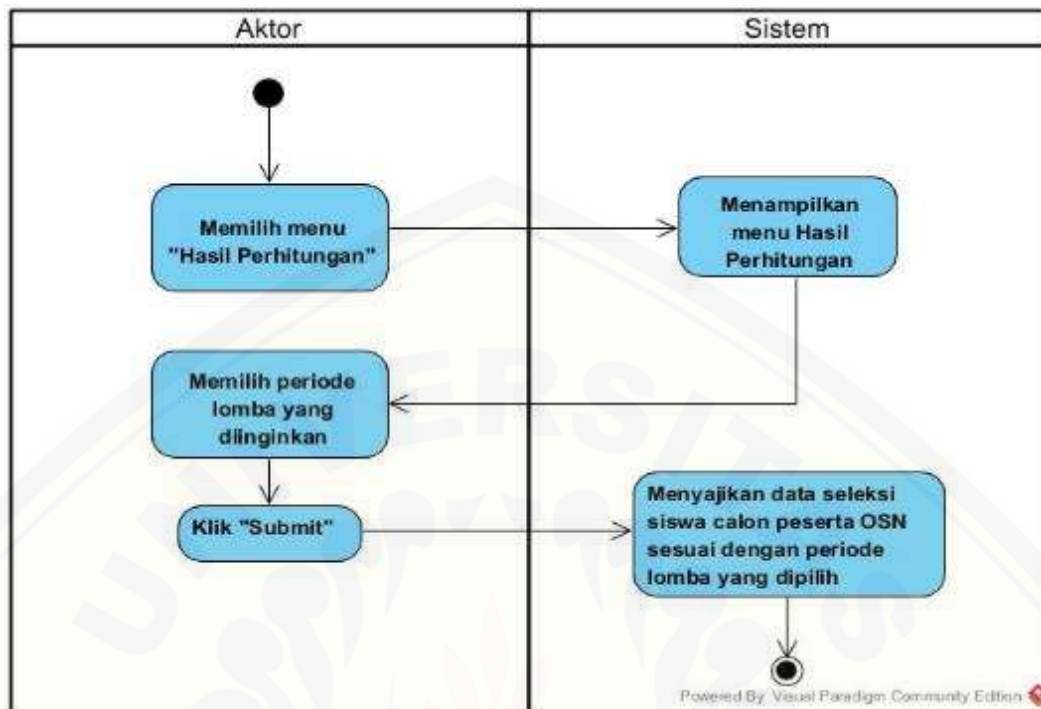 Aktor
Sistem
Memilih menu
"Hasil Perhitungan"
Menampilkan
menu Hasil
Perhitungan
Memilih periode
lomba yang
diinginkan
Klik "Submit"
Menyajikan data seleksi
siswa calon peserta OSN
sesuai dengan periode
lomba yang dipilih
UNIVERSITAS
Powered By Visual Paradigm Community Edition